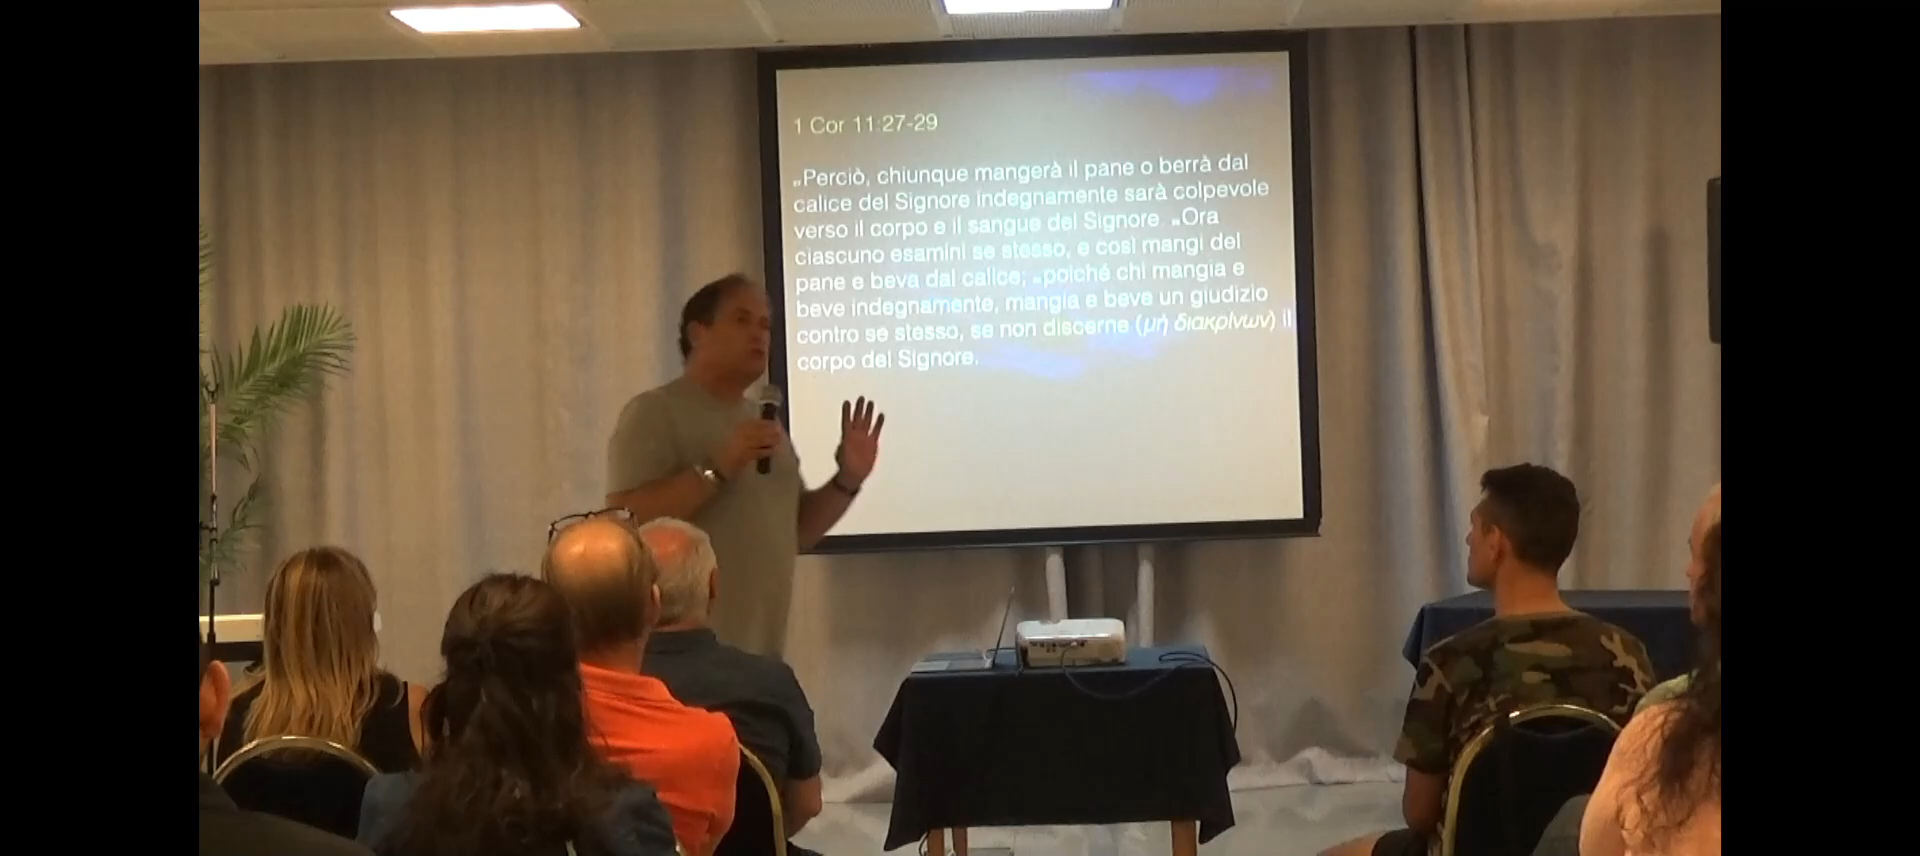 1 Cor 11:27-29
„Perciò, chiunque mangerà il pane o berrà dal
calice del Signore indegnamente sarà colpevole
verso il corpo e il sangue del Signore. Ora
ciascuno esamini se stesso, e così mangi del
pane e beva dal calice; poiché chi mangia e
beve indegnamente, mangia e beve un giudizio
contro se stesso, se non discerne (μὴ διακρίνων) il
corpo del Signore.